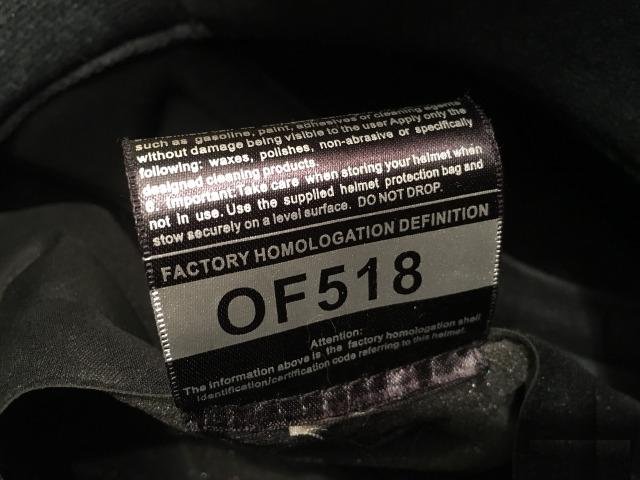 such as gasoline, paint, adhesives or cleaning agents
without damage being visible to the user Apply only the
following: waxes, polishes, non-abrasive or specifically
designed cleaning products
6. Important:Take care when storing your helmet when
not in use. Use the supplied helmet protection bag and
stow securely on a level surface. DO NOT DROP.
FACTORY HOMOLOGATION DEFINITION
OF518
Attention:
The information above is the factory homologation shell
identification/certification code referring to this helmet.